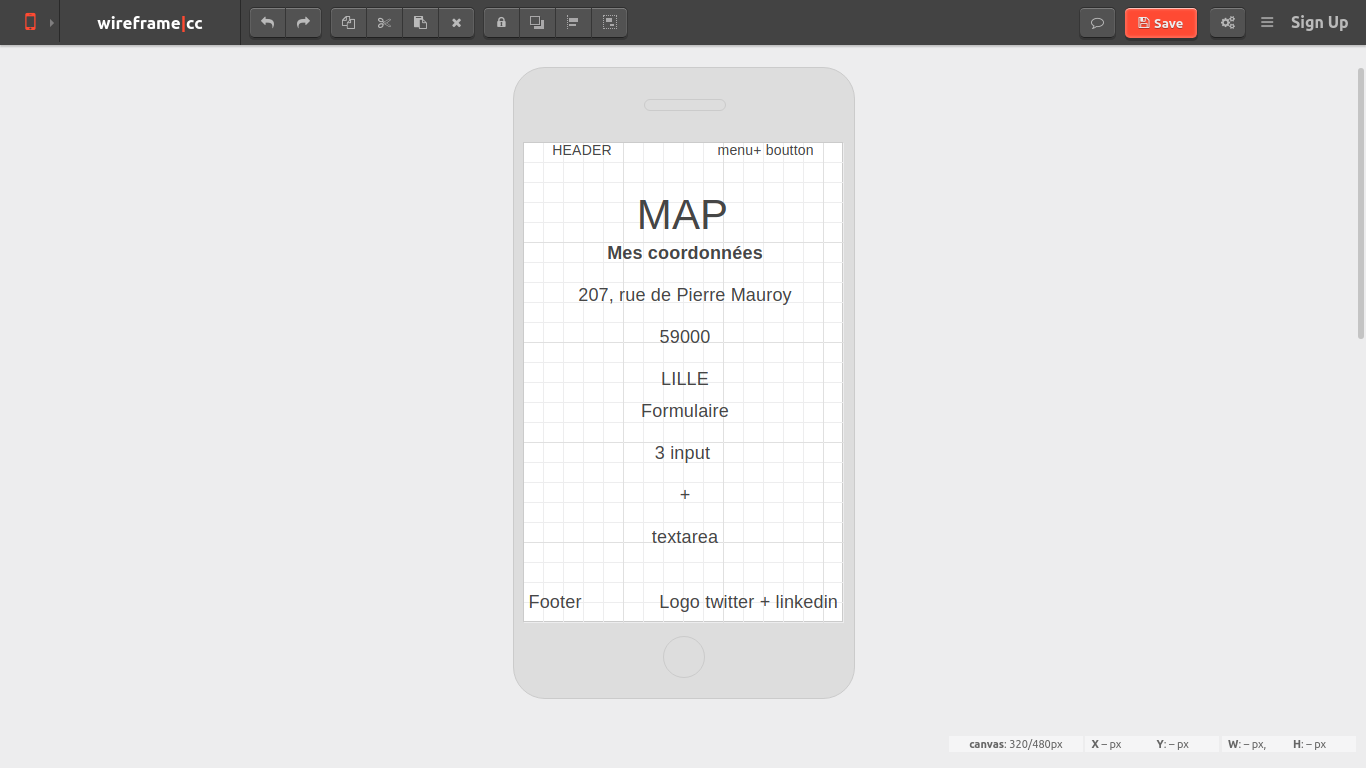 wireframe|cc
Save
Sign Up
HEADER menu+ boutton
MAP
Mes coordonnées
207, rue de Pierre Mauroy
59000
LILLE
Formulaire
3 input
+
textarea
Footer Logo twitter + linkedin
canvas: 320/480px X – px Y: – px W: – px, H: – px